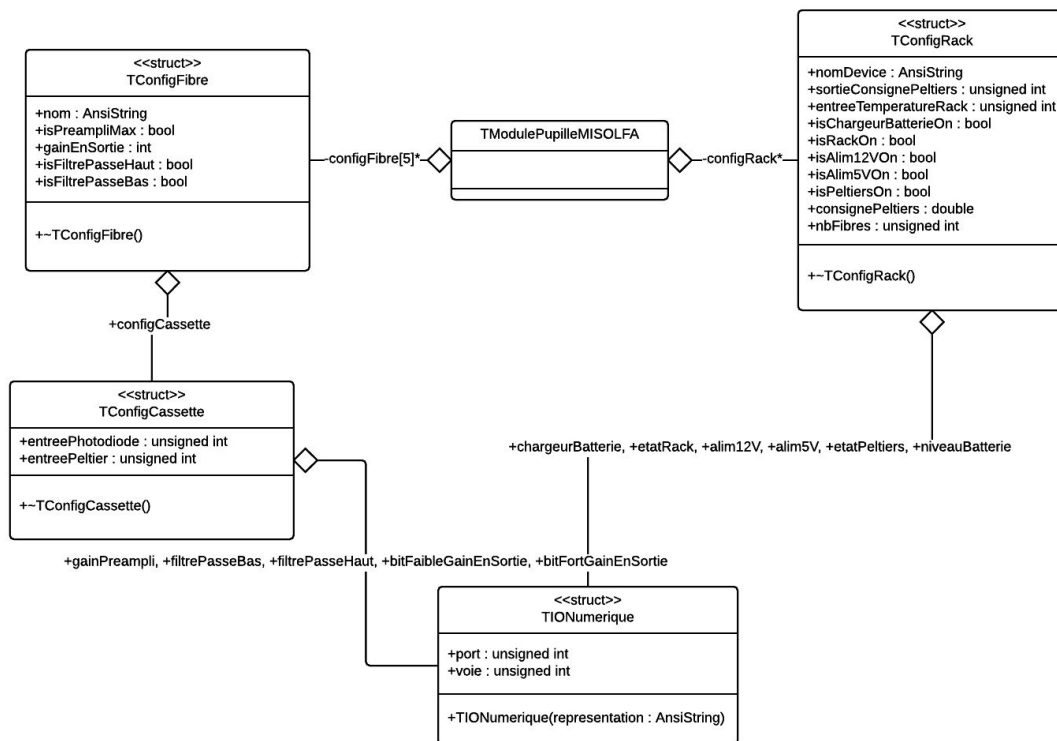 <<struct>>
TConfigFibre
+nom : AnsiString
+isPreampliMax : bool
+gainEnSortie : int
+isFiltrePasseHaut : bool
+isFiltrePasseBas : bool
+~TConfigFibre()
-configFibre[5]*
TModulePupilleMISOLFA
-configRack*
<<struct>>
TConfigRack
+nomDevice : AnsiString
+sortieConsignePeltiers : unsigned int
+entreeTemperatureRack : unsigned int
+isChargeurBatterieOn : bool
+isRackOn : bool
+isAlim12VOn : bool
+isAlim5VOn : bool
+isPeltiersOn : bool
+consignePeltiers : double
+nbFibres : unsigned int
+~TConfigRack()
+configCassette
<<struct>>
TConfigCassette
+entreePhotodiode : unsigned int
+entreePeltier : unsigned int
+~TConfigCassette()
+chargeurBatterie, +etatRack, +alim12V, +alim5V, +etatPeltiers, +niveauBatterie
+gainPreampli, +filtrePasseBas, +filtrePasseHaut, +bitFaibleGainEnSortie, +bitFortGainEnSortie
<<struct>>
TIONumerique
+port : unsigned int
+voie : unsigned int
+TIONumerique(representation : AnsiString)